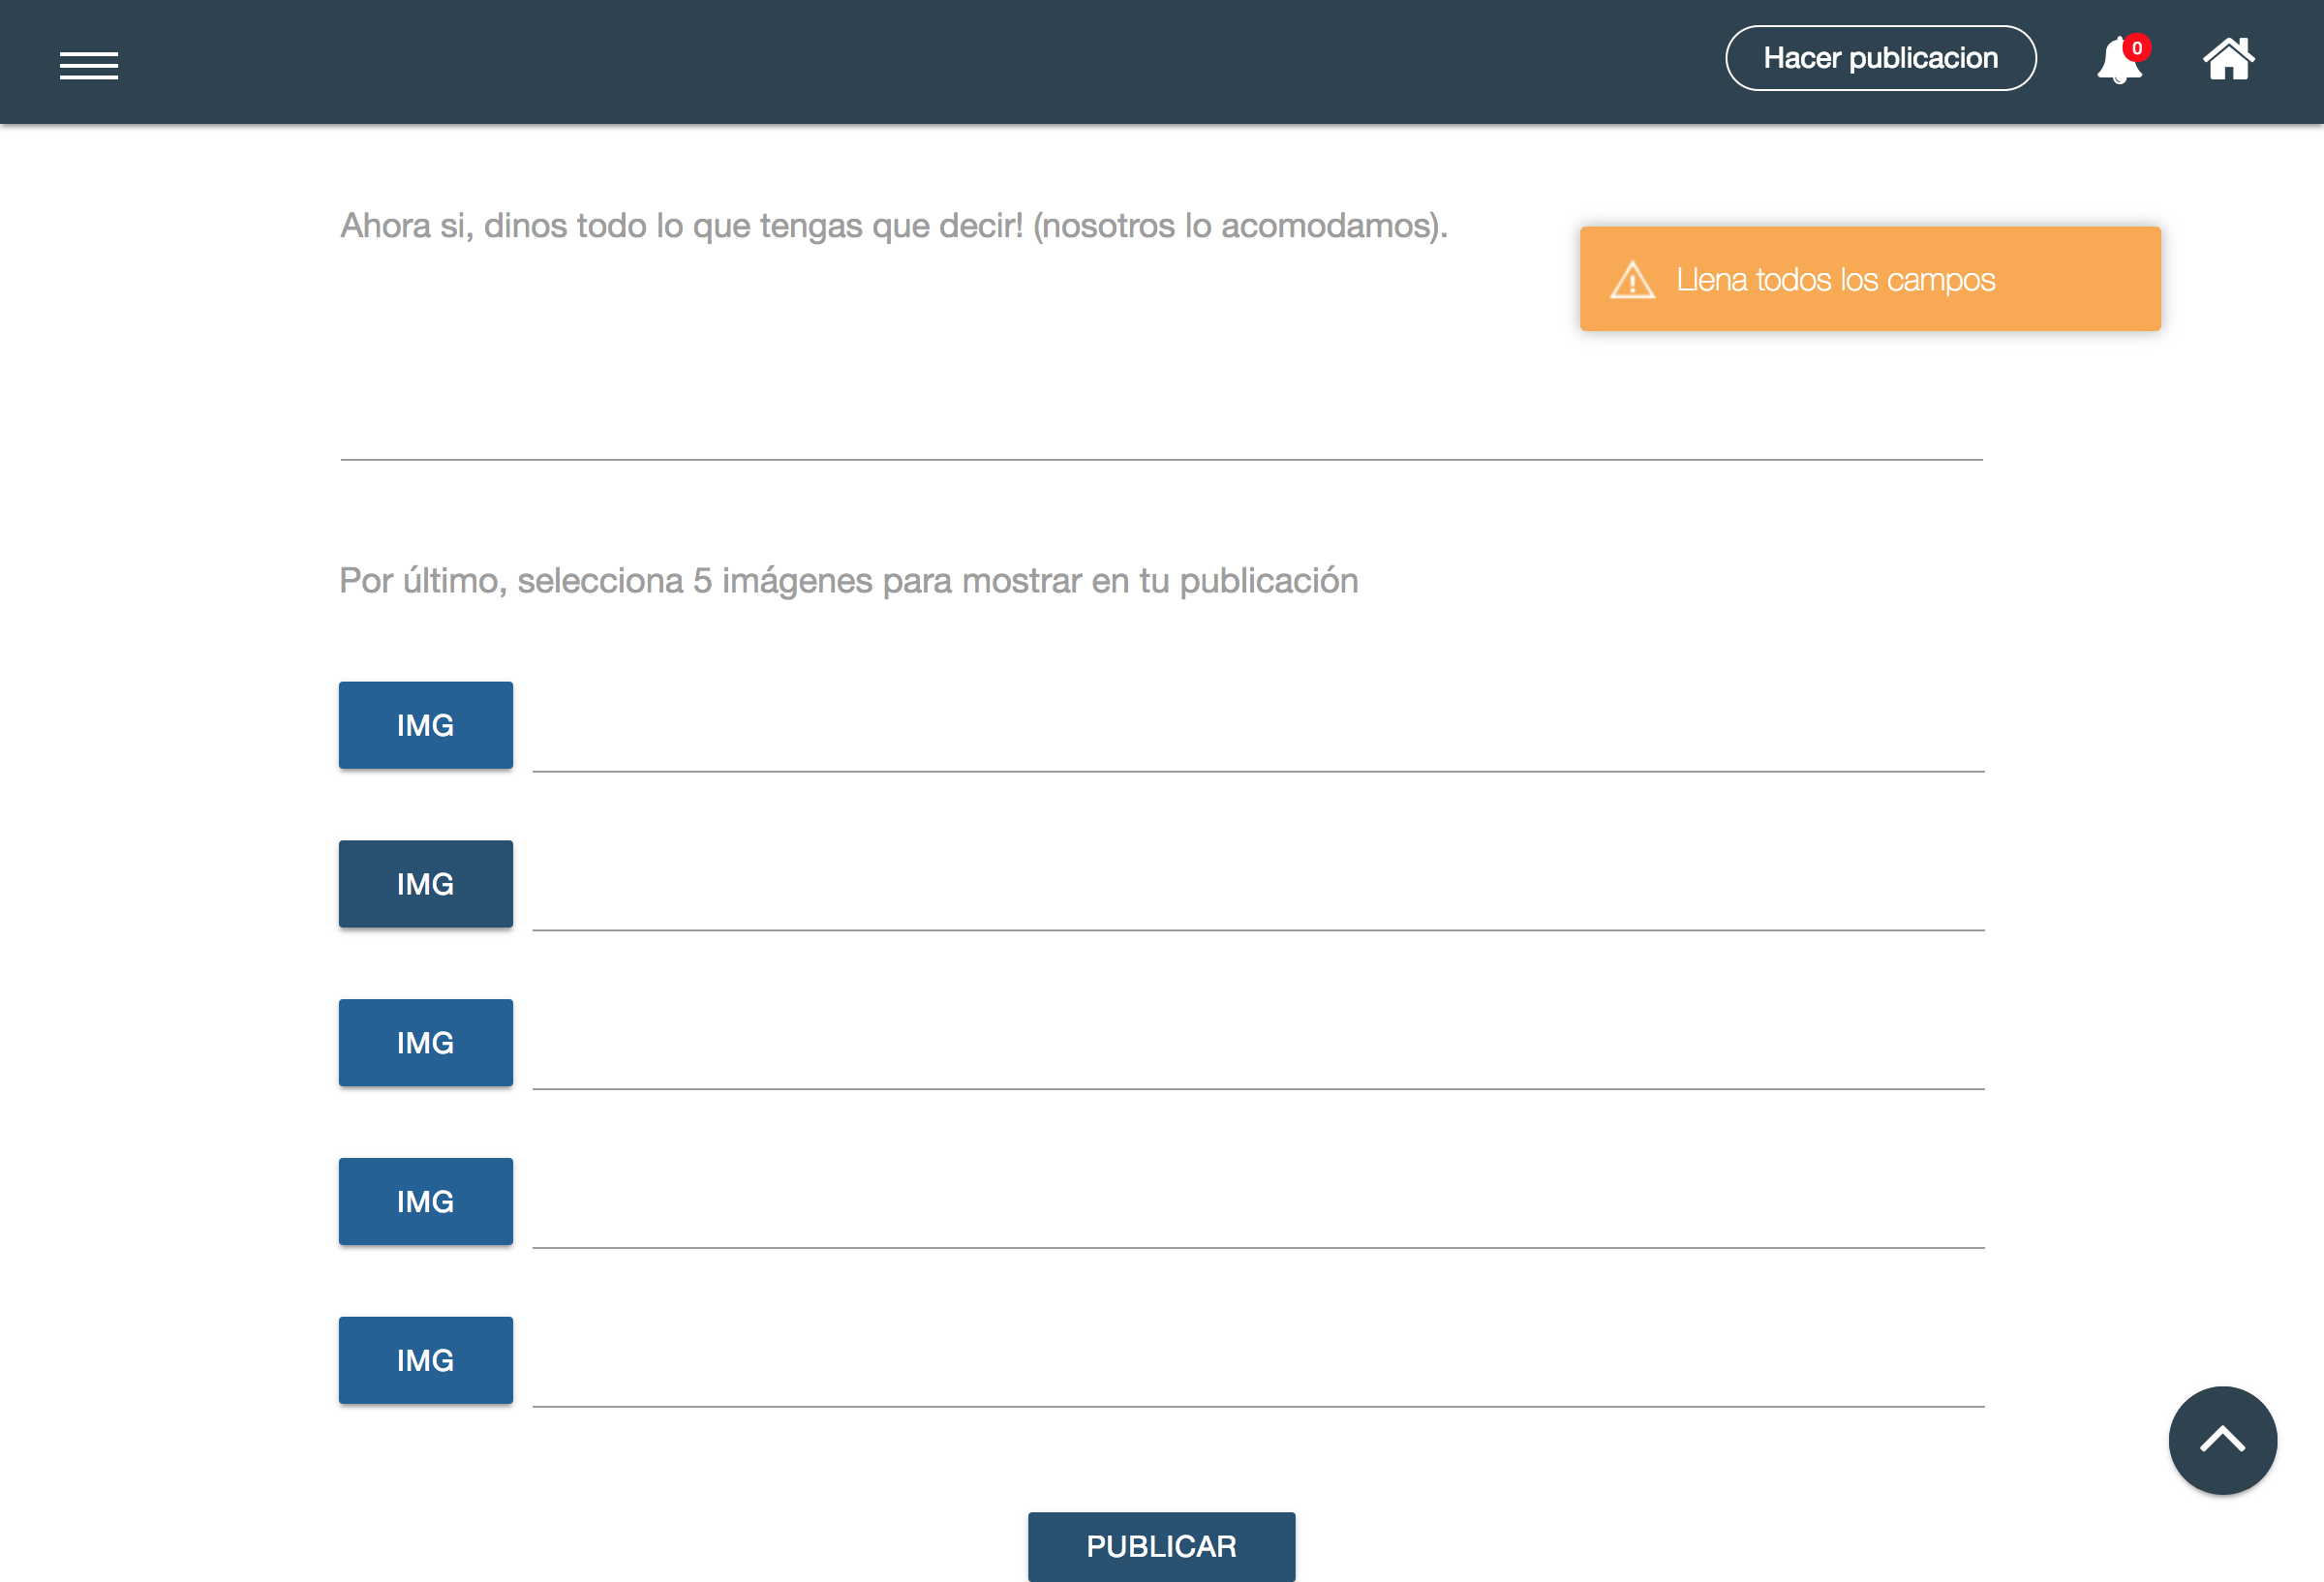 Hacer publicacion
0
Ahora si, dinos todo lo que tengas que decir! (nosotros lo acomodamos).
Llena todos los campos
Por último, selecciona 5 imágenes para mostrar en tu publicación
IMG
IMG
IMG
IMG
IMG
PUBLICAR